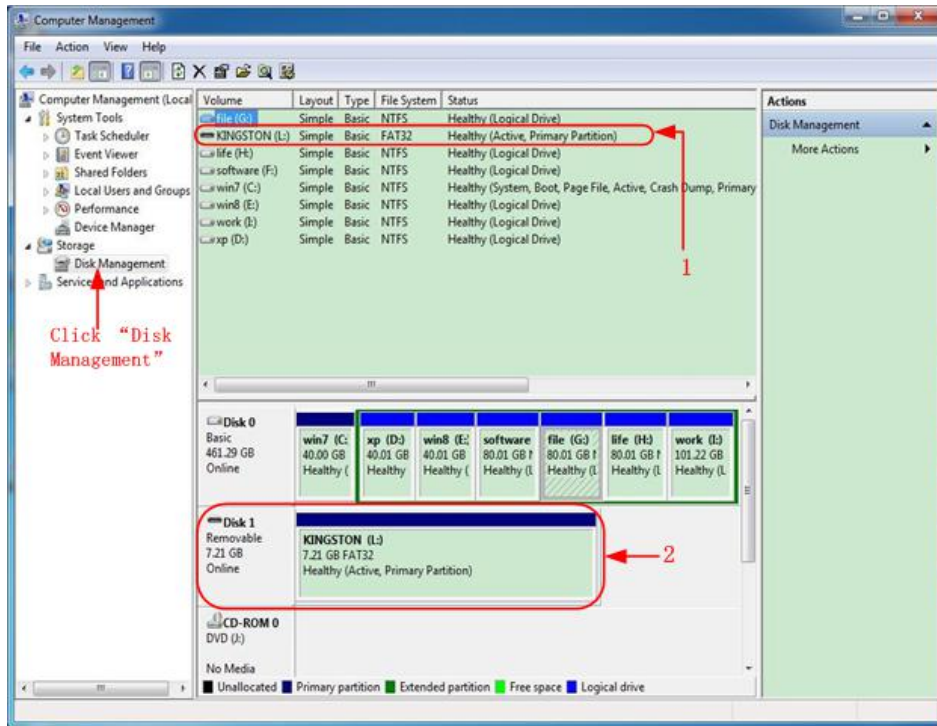 Computer Management
File Action View Help
Computer Management (Local
System Tools
Task Scheduler
Event Viewer
Shared Folders
Local Users and Groups
Performance
Device Manager
Storage
Disk Management
Services and Applications
Click “Disk
Management”
Volume Layout Type File System Status
file (G:) Simple Basic NTFS Healthy (Logical Drive)
KINGSTON (L:) Simple Basic FAT32 Healthy (Active, Primary Partition)
life (H:) Simple Basic NTFS Healthy (Logical Drive)
software (F:) Simple Basic NTFS Healthy (Logical Drive)
win7 (C:) Simple Basic NTFS Healthy (System, Boot, Page File, Active, Crash Dump, Primary
win8 (E:) Simple Basic NTFS Healthy (Logical Drive)
work (I:) Simple Basic NTFS Healthy (Logical Drive)
xp (D:) Simple Basic NTFS Healthy (Logical Drive)
1
Actions
Disk Management
More Actions
Disk 0
Basic
461.29 GB
Online
win7 (C: xp (D:) win8 (E: software file (G:) life (H:) work (I:)
40.00 GB 40.01 GB 40.01 GB 80.01 GB 80.01 GB 80.01 GB 101.22 GB
Healthy ( Healthy Healthy ( Healthy (L Healthy (L Healthy (L Healthy (L
Disk 1
Removable
7.21 GB
Online
KINGSTON (L:)
7.21 GB FAT32
Healthy (Active, Primary Partition)
2
CD-ROM 0
DVD (J:)
No Media
Unallocated Primary partition Extended partition Free space Logical drive